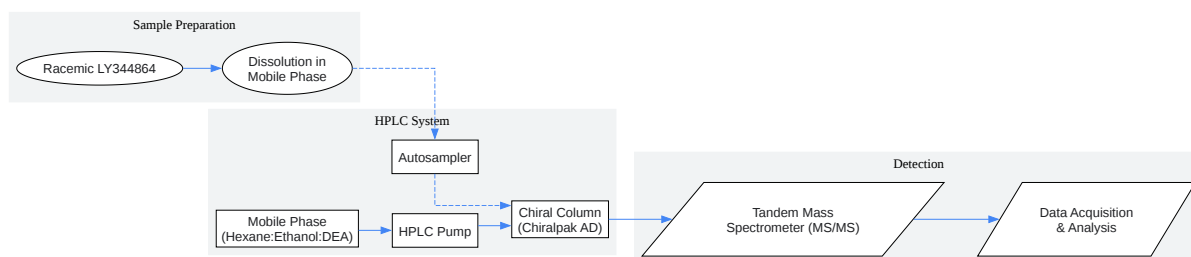 Sample Preparation
Racemic LY344864
Dissolution in
Mobile Phase
HPLC System
Autosampler
Mobile Phase
(Hexane:Ethanol:DEA)
HPLC Pump
Chiral Column
(Chiralpak AD)
Detection
Tandem Mass
Spectrometer (MS/MS)
Data Acquisition
& Analysis